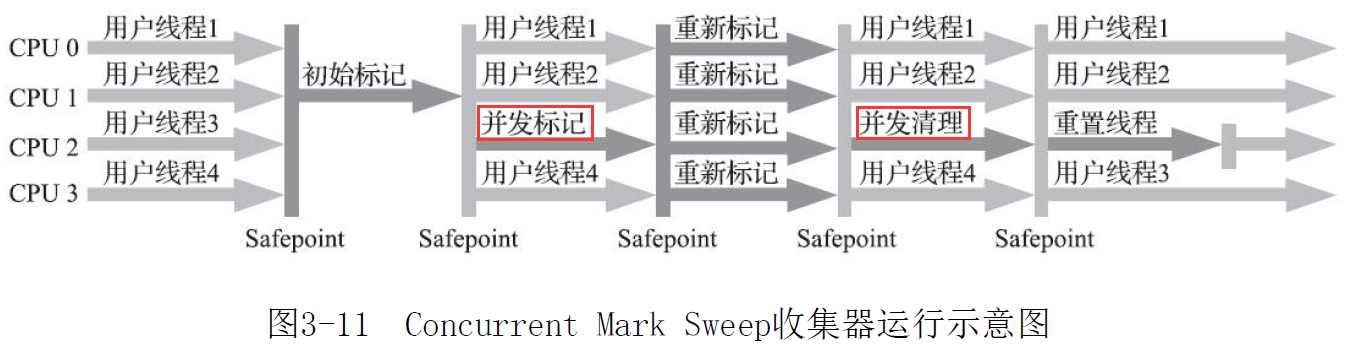 CPU 0 用户线程1 用户线程1 重新标记 用户线程1 用户线程1
初始标记
CPU 1 用户线程2 用户线程2 重新标记 用户线程2 用户线程2
CPU 2 用户线程3 并发标记 重新标记 并发清理 重置线程
CPU 3 用户线程4 用户线程4 重新标记 用户线程4 用户线程3
Safepoint Safepoint Safepoint Safepoint Safepoint
图3-11 Concurrent Mark Sweep收集器运行示意图